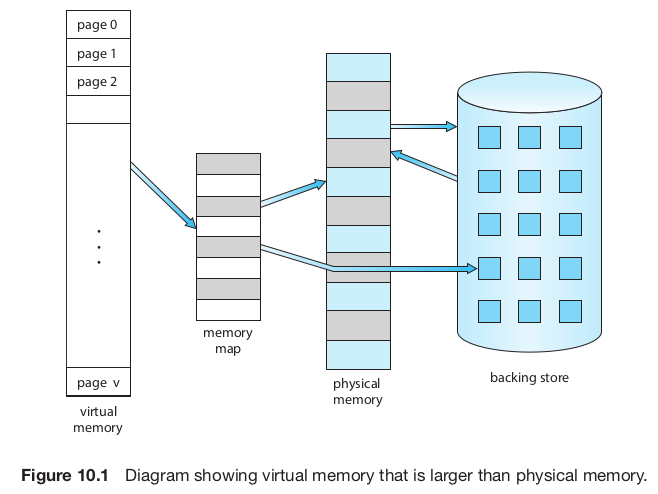 page 0
page 1
page 2
page v
virtual
memory
memory
map
physical
memory
backing store
Figure 10.1 Diagram showing virtual memory that is larger than physical memory.